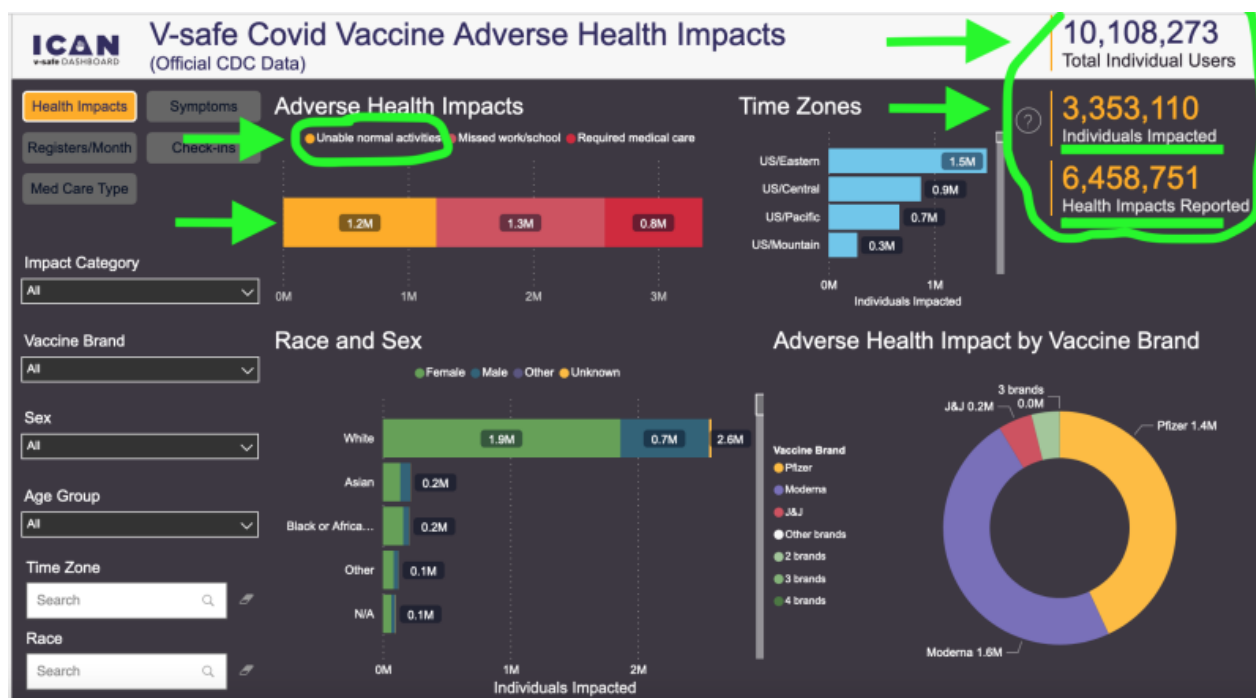 ICAN
v-safe DASHBOARD
V-safe Covid Vaccine Adverse Health Impacts
(Official CDC Data)
10,108,273
Total Individual Users
Health Impacts
Symptoms
Registers/Month
Check-ins
Med Care Type
Adverse Health Impacts
Unable normal activities Missed work/school Required medical care
1.2M 1.3M 0.8M
0M 1M 2M 3M
Time Zones
US/Eastern 1.5M
US/Central 0.9M
US/Pacific 0.7M
US/Mountain 0.3M
0M 1M
Individuals Impacted
?
3,353,110
Individuals Impacted
6,458,751
Health Impacts Reported
Impact Category
All
Vaccine Brand
All
Sex
All
Age Group
All
Time Zone
Search
Race
Search
Race and Sex
Female Male Other Unknown
White 1.9M 0.7M 2.6M
Asian 0.2M
Black or Africa... 0.2M
Other 0.1M
N/A 0.1M
0M 1M 2M
Individuals Impacted
Adverse Health Impact by Vaccine Brand
3 brands
0.0M
J&J 0.2M
Pfizer 1.4M
Moderna 1.6M
Vaccine Brand
Pfizer
Moderna
J&J
Other brands
2 brands
3 brands
4 brands